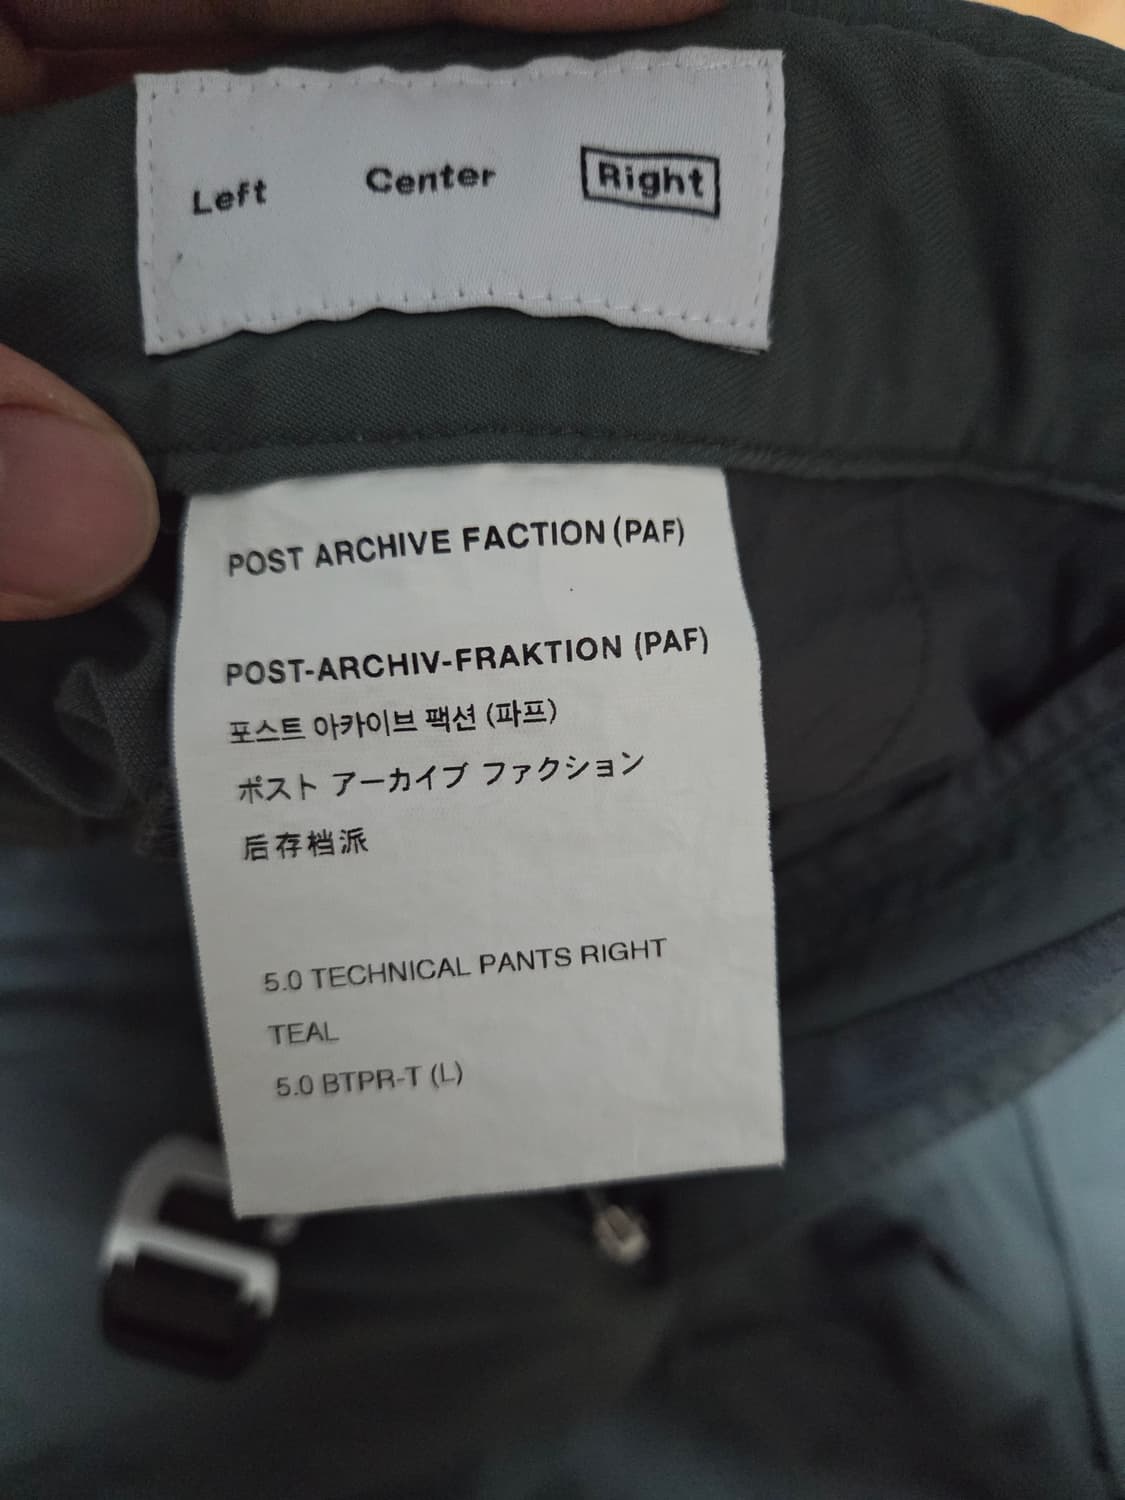 Left Center Right
POST ARCHIVE FACTION (PAF)
POST-ARCHIV-FRAKTION (PAF)
포스트 아카이브 팩션 (파프)
ポスト アーカイブ ファクション
后存档派
5.0 TECHNICAL PANTS RIGHT
TEAL
5.0 BTPR-T (L)